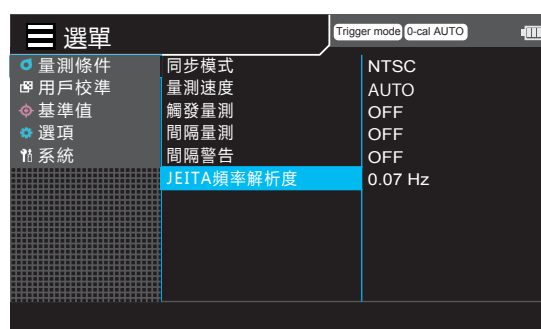 選單
Trigger mode 0-cal AUTO
量測條件
用戶校準
基準值
選項
系統
同步模式 NTSC
量測速度 AUTO
觸發量測 OFF
間隔量測 OFF
間隔警告 OFF
JEITA頻率解析度 0.07 Hz